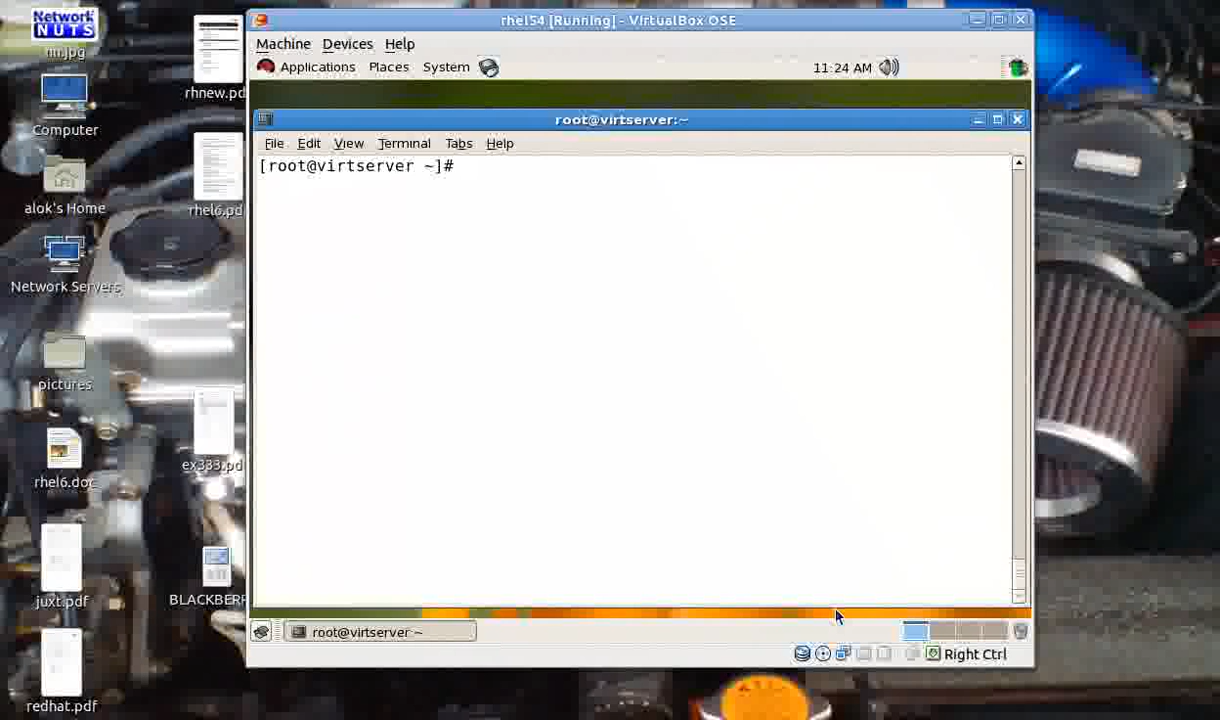 Network
NUTS
nn.jpg
Computer
alok's Home
Network Servers
pictures
rhel6.doc
juxt.pdf
redhat.pdf
rhnew.pd
rhel6.pd
ex333.pd
BLACKBERR
rhel54 [Running] - VirtualBox OSE
Machine Devices Help
Applications Places System 11:24 AM
root@virtserver:~
File Edit View Terminal Tabs Help
[root@virtserver ~]#
root@virtserver ~
Right Ctrl